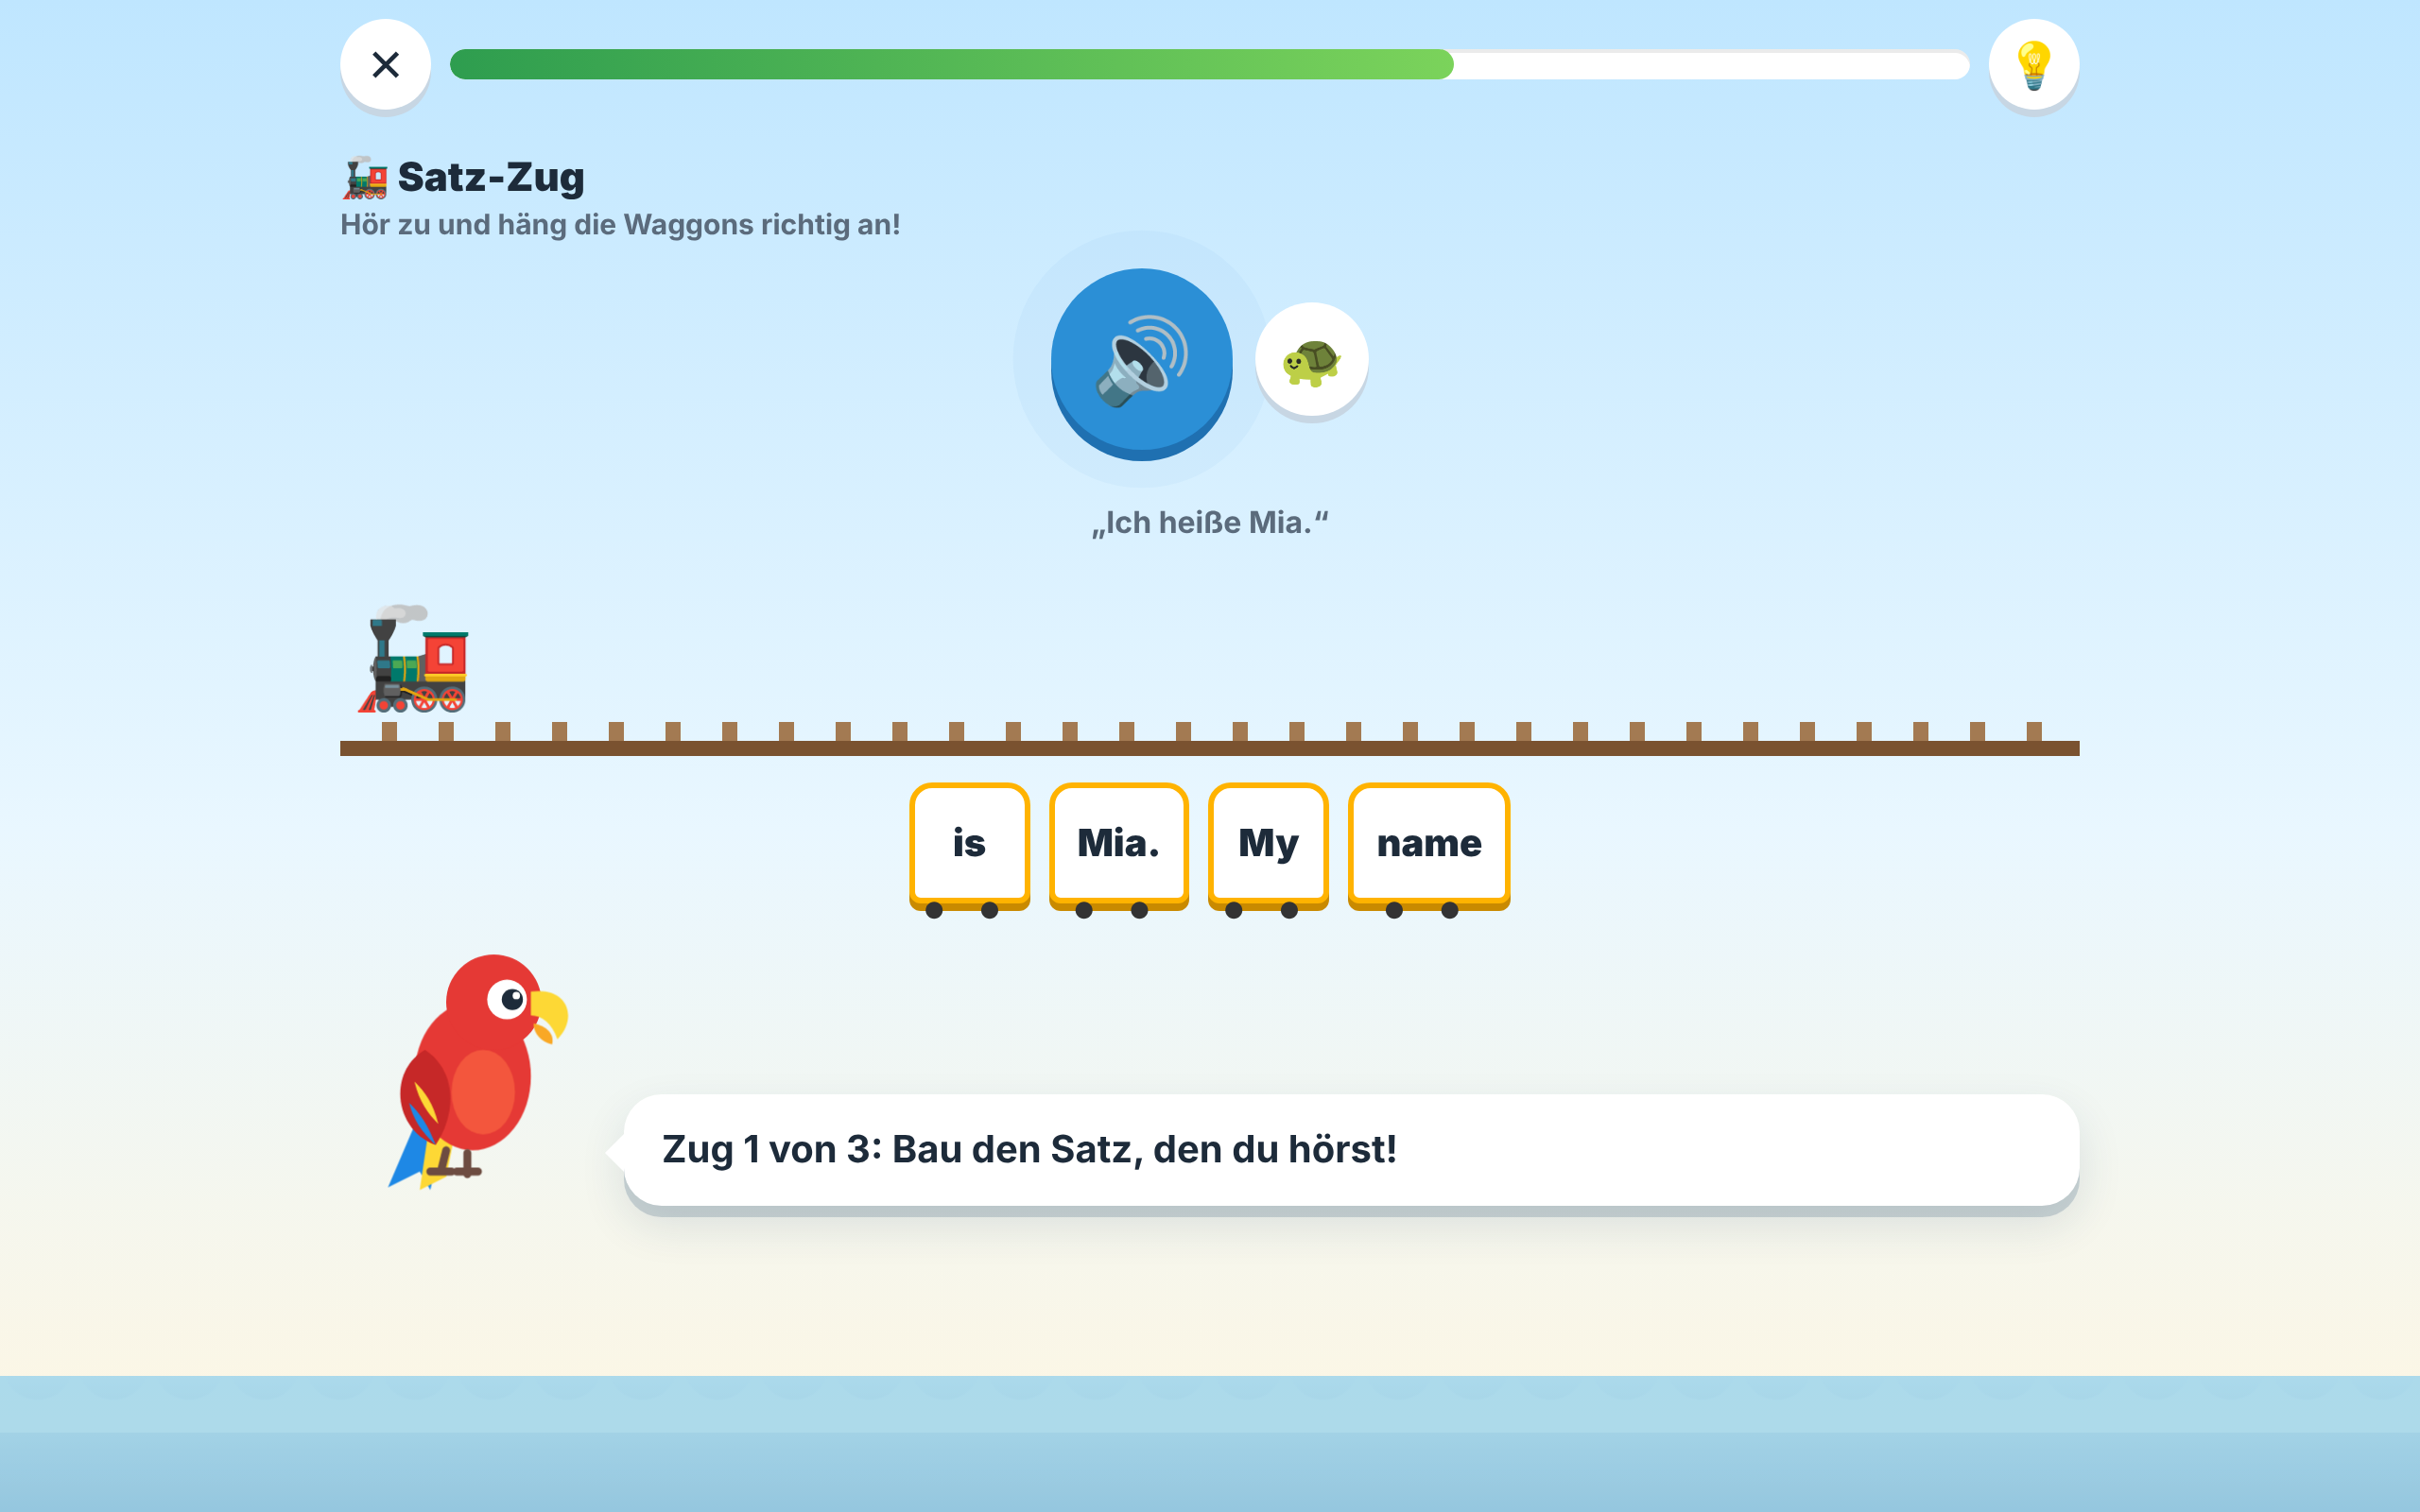 Satz-Zug
Hör zu und häng die Waggons richtig an!
„Ich heiße Mia.“
is Mia. My name
Zug 1 von 3: Bau den Satz, den du hörst!